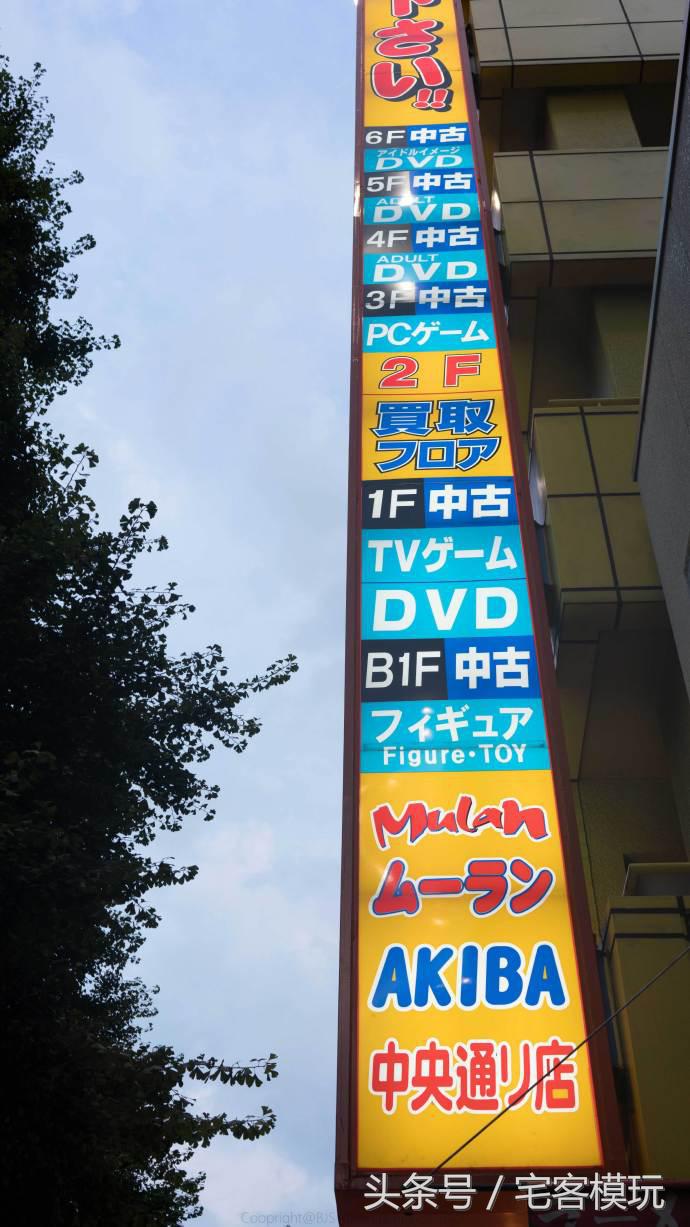 さい!!
6F 中古
アイドルイメージ
DVD
5F 中古
ADULT
DVD
4F 中古
ADULT
DVD
3F 中古
PCゲーム
2F
買取
フロア
1F 中古
TVゲーム
DVD
B1F 中古
フィギュア
Figure・TOY
Mulan
ムーラン
AKIBA
中央通り店
头条号 / 宅客模玩
Coopright@BJS